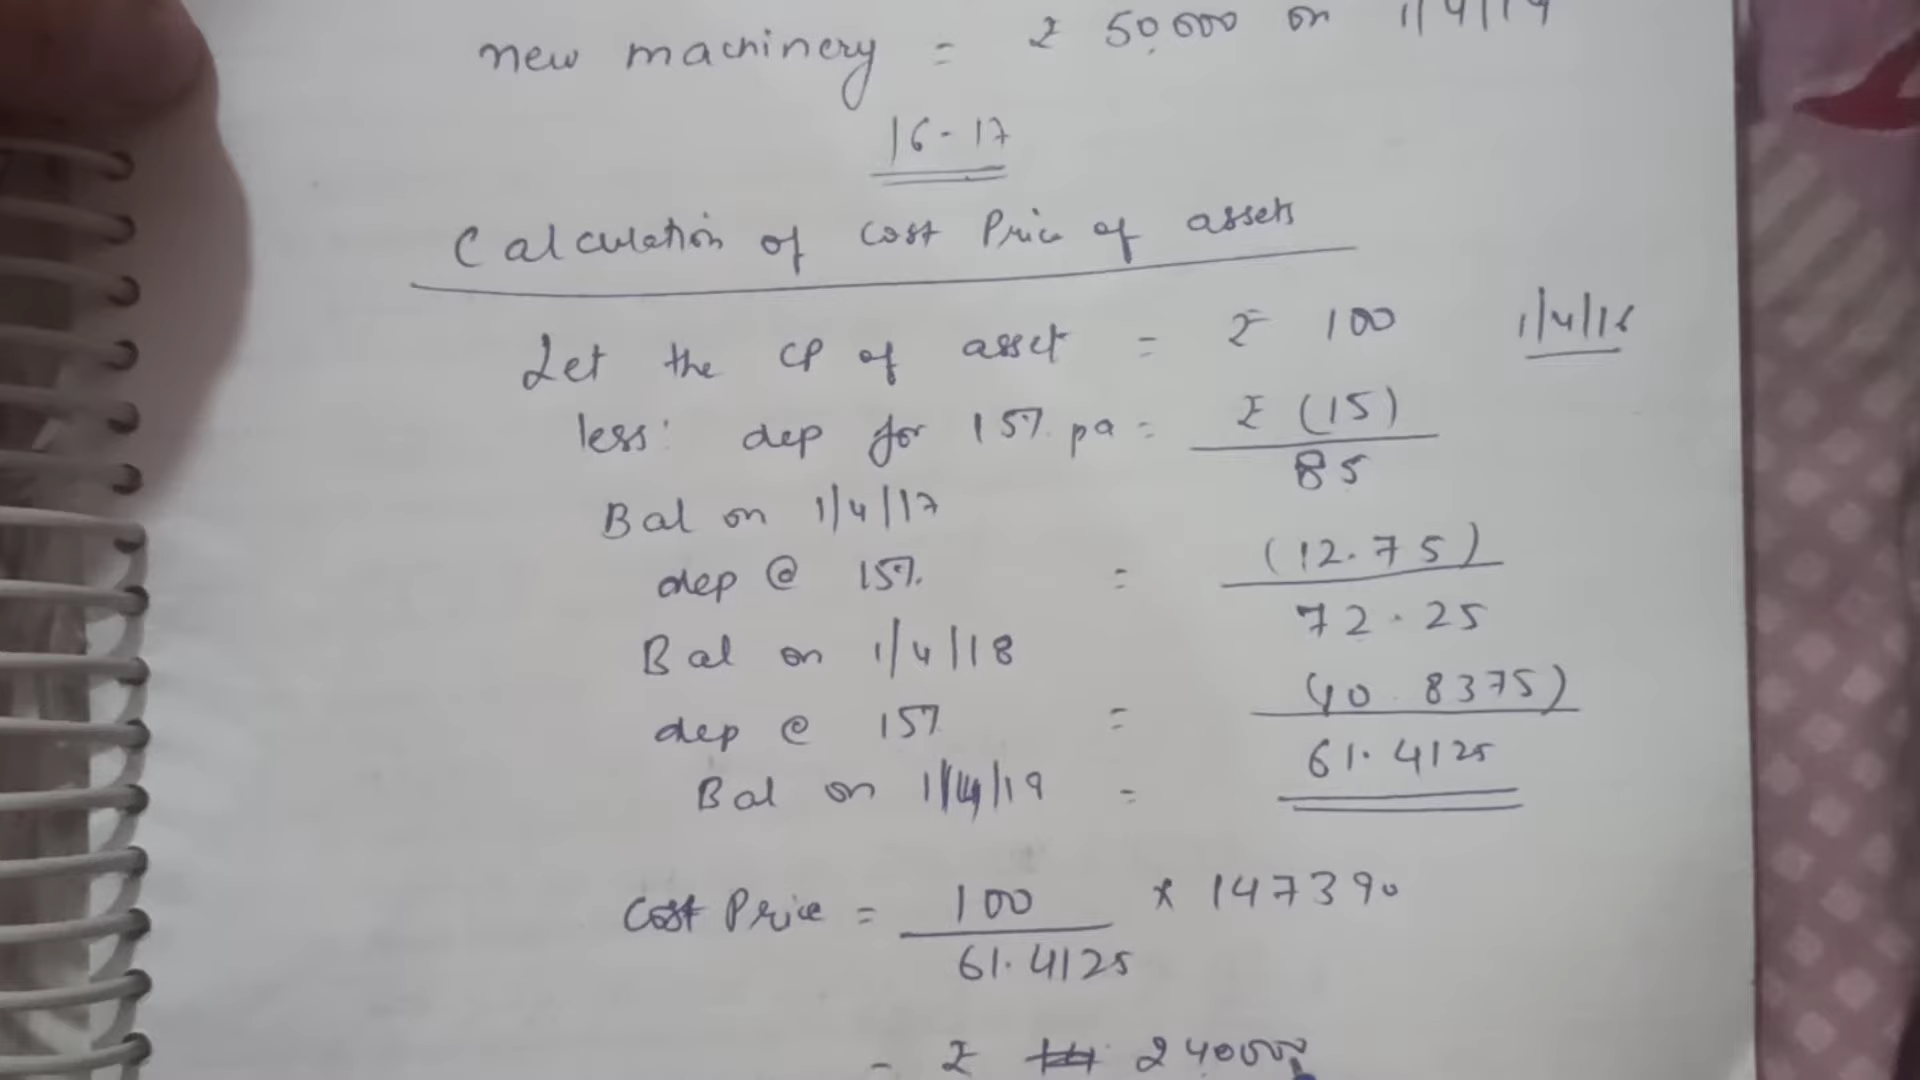 new machinery = ₹ 50,000 on 1/4/19
16-17
Calculation of cost Price of assets
Let the CP of asset = ₹ 100 1/4/16
less: dep for 15% pa = ₹ (15)
85
Bal on 1/4/17
dep @ 15% = (12.75)
72.25
Bal on 1/4/18
dep @ 15% = (10.8375)
Bal on 1/4/19 = 61.4125
Cost Price = 100 / 61.4125 * 147390
= ₹ 240000